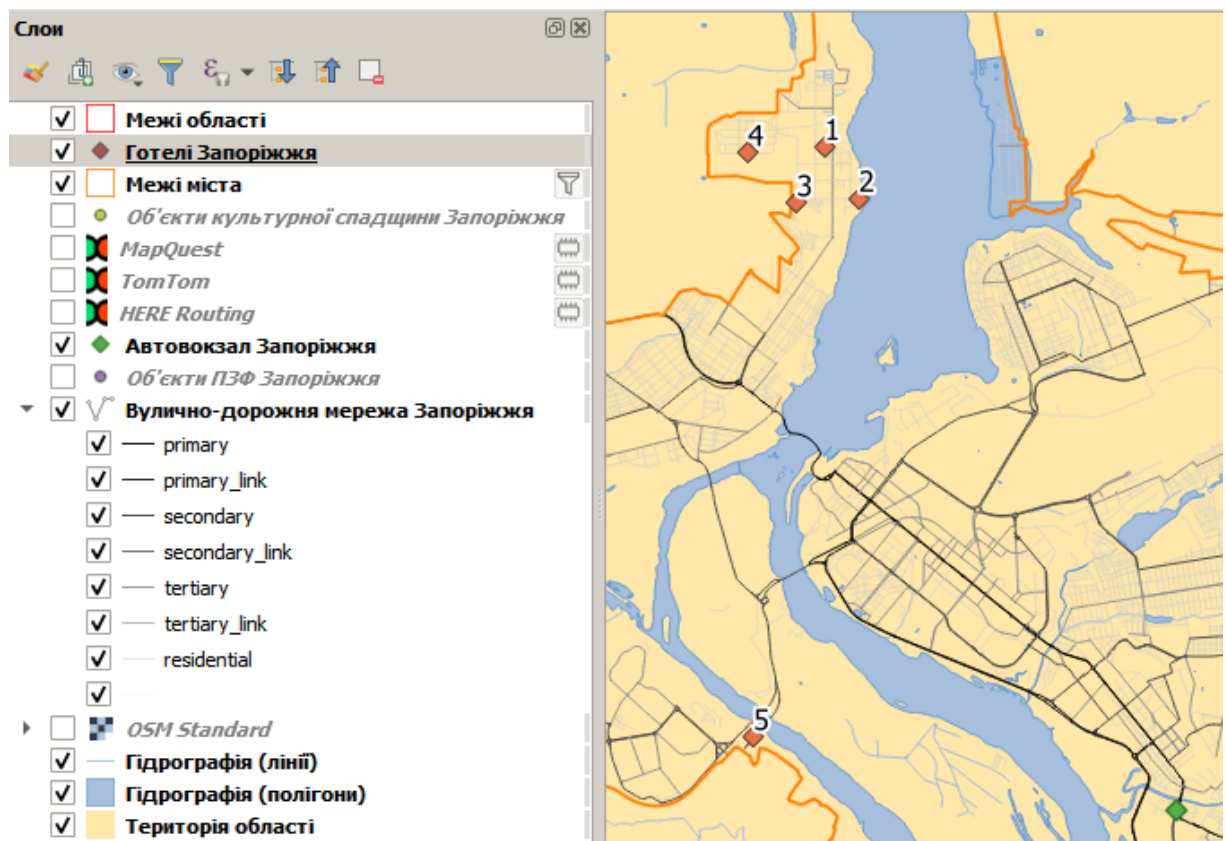 Слои
Межі області
Готелі Запоріжжя
Межі міста
Об'єкти культурної спадщини Запоріжжя
MapQuest
TomTom
HERE Routing
Автовокзал Запоріжжя
Об'єкти ПЗФ Запоріжжя
Вулично-дорожня мережа Запоріжжя
primary
primary_link
secondary
secondary_link
tertiary
tertiary_link
residential
OSM Standard
Гідрографія (лінії)
Гідрографія (полігони)
Територія області
4
1
3
2
5